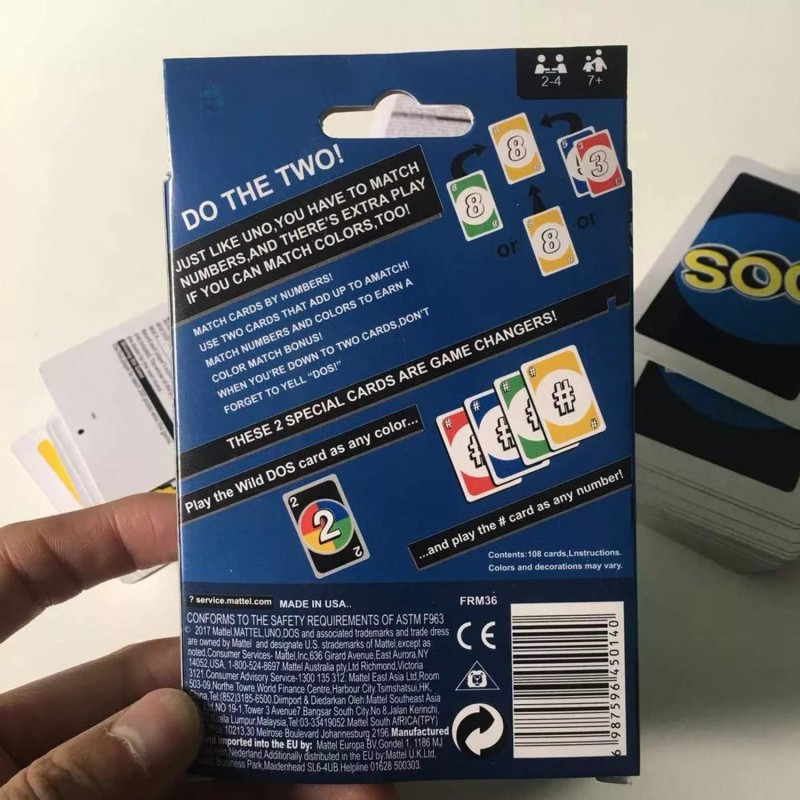 2-4
7+
DO THE TWO!
JUST LIKE UNO,YOU HAVE TO MATCH
NUMBERS,AND THERE'S EXTRA PLAY
IF YOU CAN MATCH COLORS,TOO!
8
8
3
or
8
or
MATCH CARDS BY NUMBERS!
USE TWO CARDS THAT ADD UP TO AMATCH!
MATCH NUMBERS AND COLORS TO EARN A
COLOR MATCH BONUS!
WHEN YOU'RE DOWN TO TWO CARDS,DON'T
FORGET TO YELL "DOS!"
THESE 2 SPECIAL CARDS ARE GAME CHANGERS!
Play the Wild DOS card as any color...
# # # #
2
2
2
...and play the # card as any number!
Contents:108 cards,Lnstructions.
Colors and decorations may vary.
? service.mattel.com MADE IN USA..
FRM36
CONFORMS TO THE SAFETY REQUIREMENTS OF ASTM F963
© 2017 Mattel,MATTEL,UNO,DOS and associated trademarks and trade dress
are owned by Mattel and designate U.S. strademarks of Mattel,except as
noted.Consumer Services- Mattel,Inc,636 Girard Avenue,East Aurora,NY
14052,USA, 1-800-524-8697.Mattel Australia pty,Ltd Richmond,Victoria
3121.Consumer Advisory Service-1300 135 312. Mattel East Asia Ltd,Room
503-09,Northe Towre,World Finance Centre,Harbour City,Tsimshatsui,HK,
China,Tel:(852)3185-6500.Diimport & Diedarkan Oleh:Mattel Southeast Asia
Ltd.NO 19-1,Tower 3 Avenue7.Bangsar South City No 8,Jalan Kerinchi,
Kuala Lumpur,Malaysia,Tel:03-33419052.Mattel South AFRICA(TPY)
10213,30 Melrose Boulevard Johannesburg 2196.Manufactured
and imported into the EU by: Mattel Europa BV,Gondel 1, 1186 MJ
Nederland,Additionally distributed in the EU by:Mattel U.K.Ltd,
Business Park,Maidenhead SL6-4UB.Helpline 01628 500303.
CE
6 987596 450140
SOC